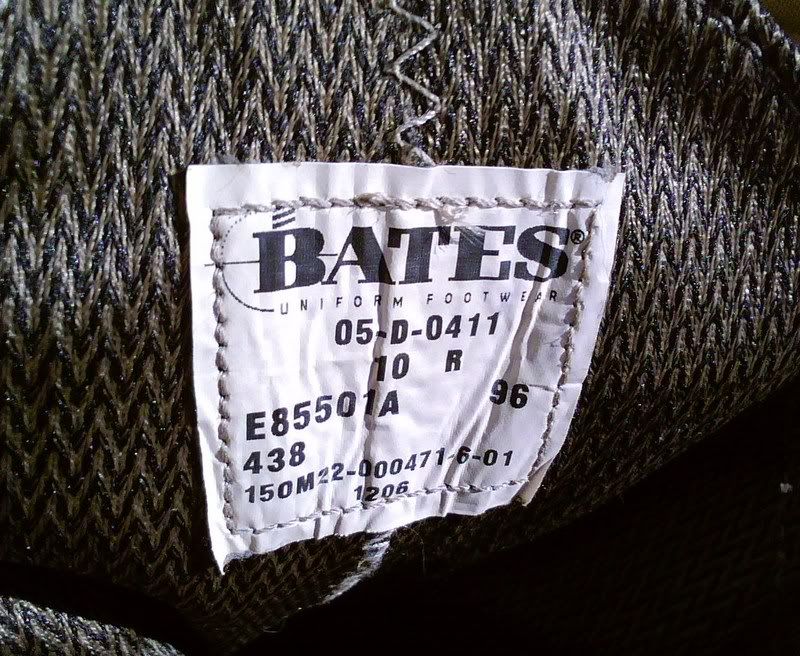 BATES®
UNIFORM FOOTWEAR
05-D-0411
10 R
E85501A 96
438
150M22-000471-6-01
1206